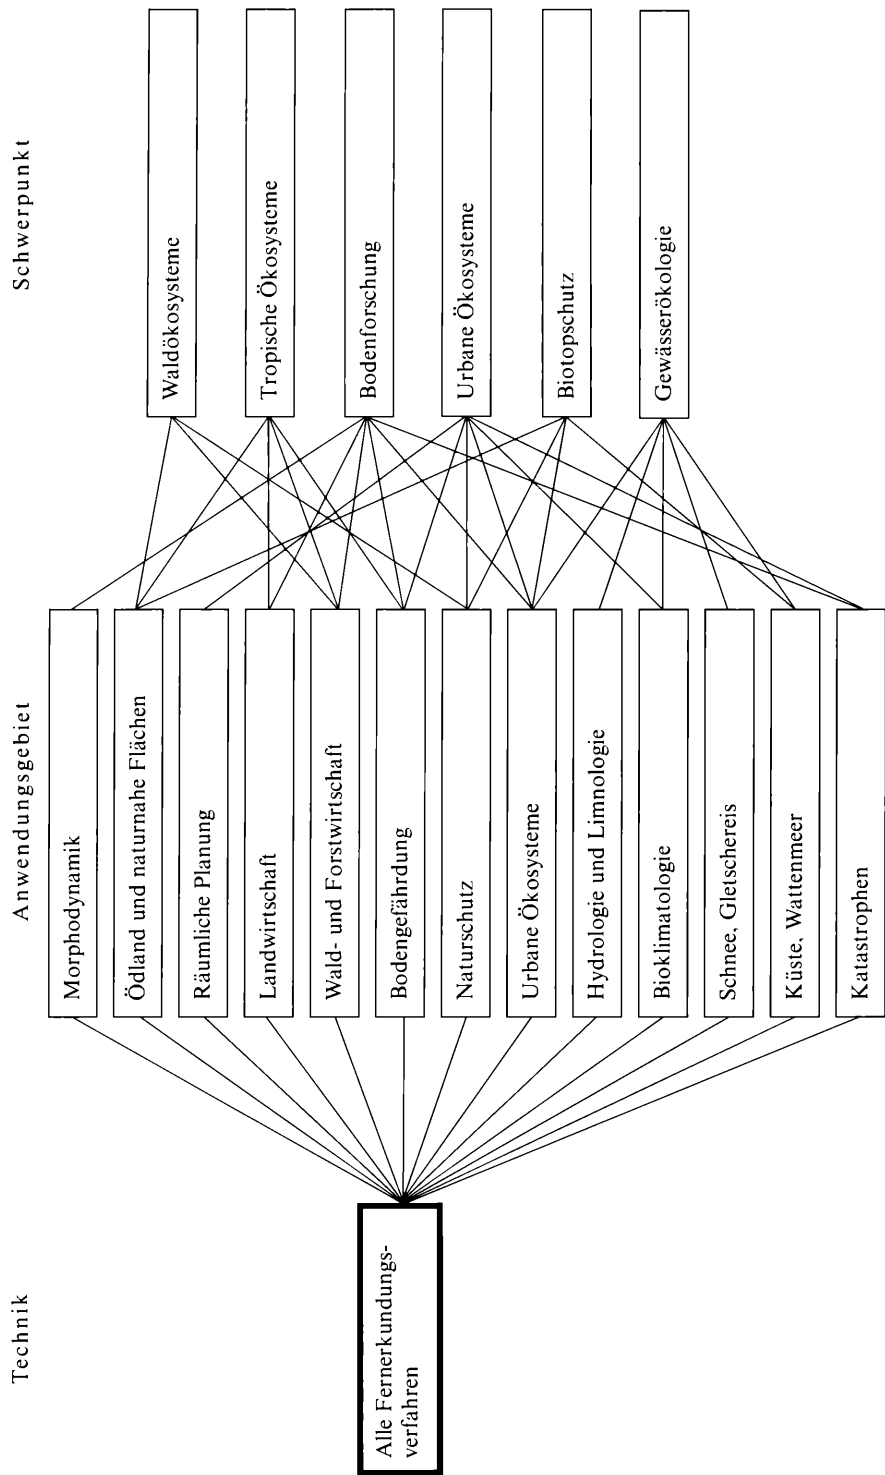 Technik
Anwendungsgebiet
Schwerpunkt
Alle Fernerkundungs-
verfahren
Morphodynamik
Ödland und naturnahe Flächen
Räumliche Planung
Landwirtschaft
Wald- und Forstwirtschaft
Bodengefährdung
Naturschutz
Urbane Ökosysteme
Hydrologie und Limnologie
Bioklimatologie
Schnee, Gletschereis
Küste, Wattenmeer
Katastrophen
Waldökosysteme
Tropische Ökosysteme
Bodenforschung
Urbane Ökosysteme
Biotopschutz
Gewässerökologie